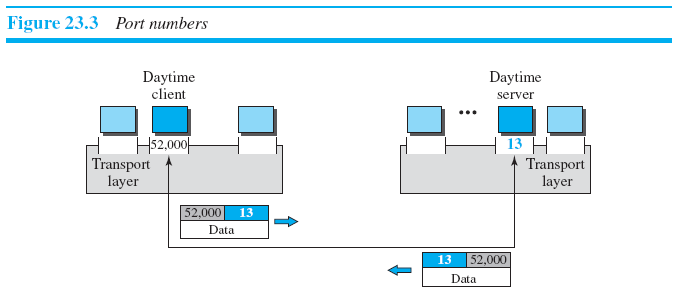 Figure 23.3 Port numbers
Daytime
client
Daytime
server
52,000
13
Transport
layer
Transport
layer
52,000 13
Data
13 52,000
Data